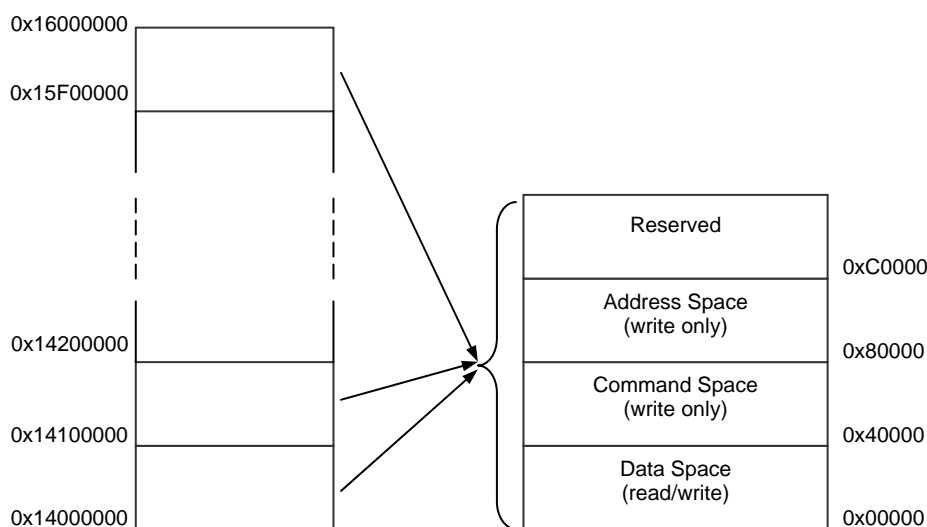 0x16000000
0x15F00000
0x14200000
0x14100000
0x14000000
Reserved
0xC0000
Address Space
(write only)
0x80000
Command Space
(write only)
0x40000
Data Space
(read/write)
0x00000